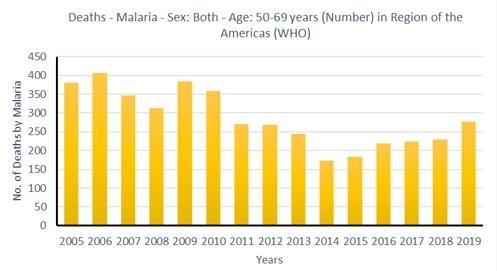 Deaths - Malaria - Sex: Both - Age: 50-69 years (Number) in Region of the
Americas (WHO)
No. of Deaths by Malaria
450
400
350
300
250
200
150
100
50
0
2005 2006 2007 2008 2009 2010 2011 2012 2013 2014 2015 2016 2017 2018 2019
Years